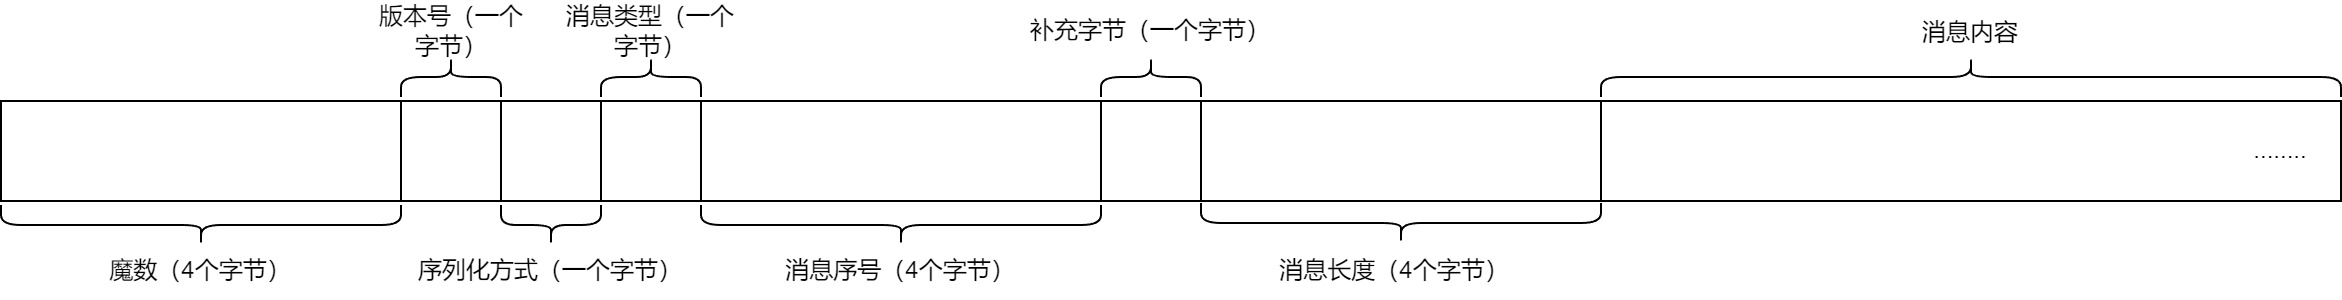 版本号（一个
字节）
消息类型（一个
字节）
补充字节（一个字节）
消息内容
........
魔数（4个字节）
序列化方式（一个字节）
消息序号（4个字节）
消息长度（4个字节）